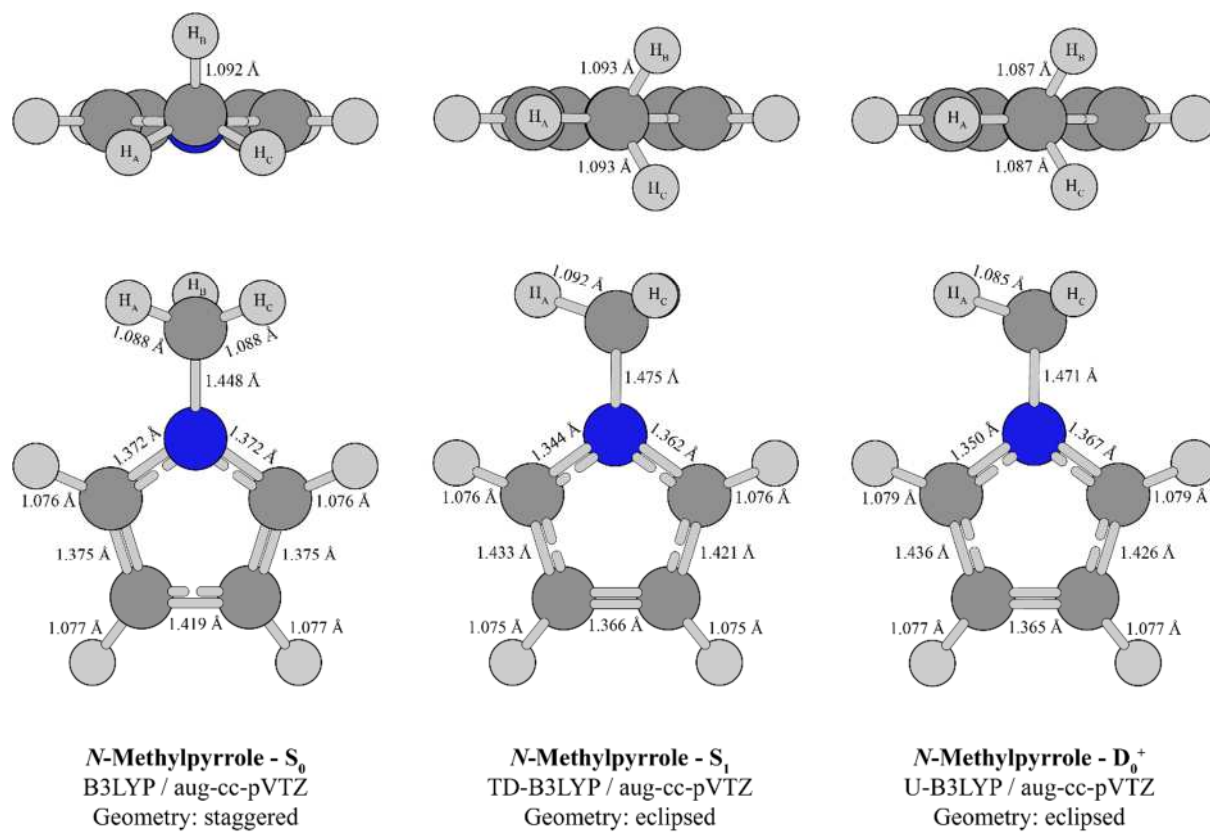 H_B
1.092 Å
H_A
H_C
1.093 Å
H_B
H_A
1.093 Å
H_C
1.087 Å
H_B
H_A
1.087 Å
H_C
H_A
H_B
H_C
1.088 Å
1.088 Å
1.448 Å
1.372 Å
1.372 Å
1.076 Å
1.076 Å
1.375 Å
1.375 Å
1.077 Å
1.419 Å
1.077 Å
1.092 Å
H_A
H_C
1.475 Å
1.344 Å
1.362 Å
1.076 Å
1.076 Å
1.433 Å
1.421 Å
1.075 Å
1.366 Å
1.075 Å
1.085 Å
H_A
H_C
1.471 Å
1.350 Å
1.367 Å
1.079 Å
1.079 Å
1.436 Å
1.426 Å
1.077 Å
1.365 Å
1.077 Å
N-Methylpyrrole - S₀
B3LYP / aug-cc-pVTZ
Geometry: staggered
N-Methylpyrrole - S₁
TD-B3LYP / aug-cc-pVTZ
Geometry: eclipsed
N-Methylpyrrole - D₀⁺
U-B3LYP / aug-cc-pVTZ
Geometry: eclipsed